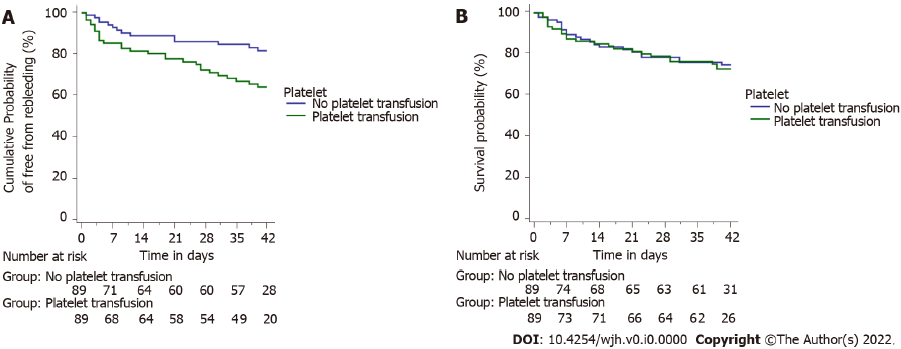 A
100
80
60
40
20
0
Cumulative Probability
of free from rebleeding (%)
0 7 14 21 28 35 42
Time in days
Platelet
No platelet transfusion
Platelet transfusion
Number at risk
Group: No platelet transfusion
89 71 64 60 60 57 28
Group: Platelet transfusion
89 68 64 58 54 49 20
B
100
80
60
40
20
0
Survival probability (%)
0 7 14 21 28 35 42
Time in days
Platelet
No platelet transfusion
Platelet transfusion
Number at risk
Group: No platelet transfusion
89 74 68 65 63 61 31
Group: Platelet transfusion
89 73 71 66 64 62 26
DOI: 10.4254/wjh.v0.i0.0000 Copyright ©The Author(s) 2022.